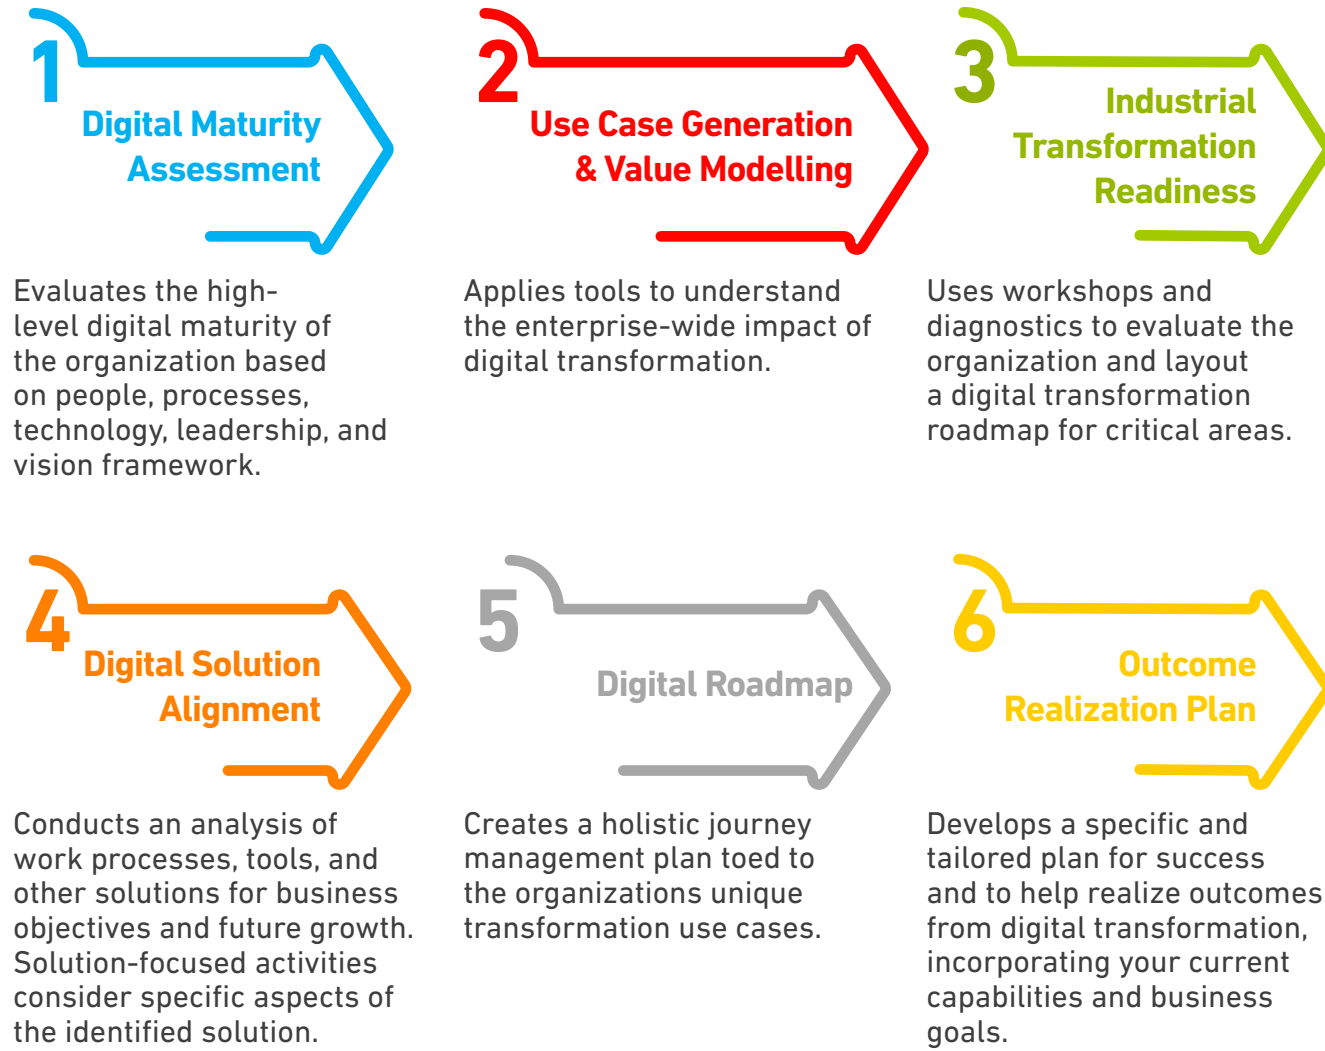 1
Digital Maturity
Assessment
Evaluates the high-
level digital maturity of
the organization based
on people, processes,
technology, leadership, and
vision framework.
2
Use Case Generation
& Value Modelling
Applies tools to understand
the enterprise-wide impact of
digital transformation.
3
Industrial
Transformation
Readiness
Uses workshops and
diagnostics to evaluate the
organization and layout
a digital transformation
roadmap for critical areas.
4
Digital Solution
Alignment
Conducts an analysis of
work processes, tools, and
other solutions for business
objectives and future growth.
Solution-focused activities
consider specific aspects of
the identified solution.
5
Digital Roadmap
Creates a holistic journey
management plan toed to
the organizations unique
transformation use cases.
6
Outcome
Realization Plan
Develops a specific and
tailored plan for success
and to help realize outcomes
from digital transformation,
incorporating your current
capabilities and business
goals.